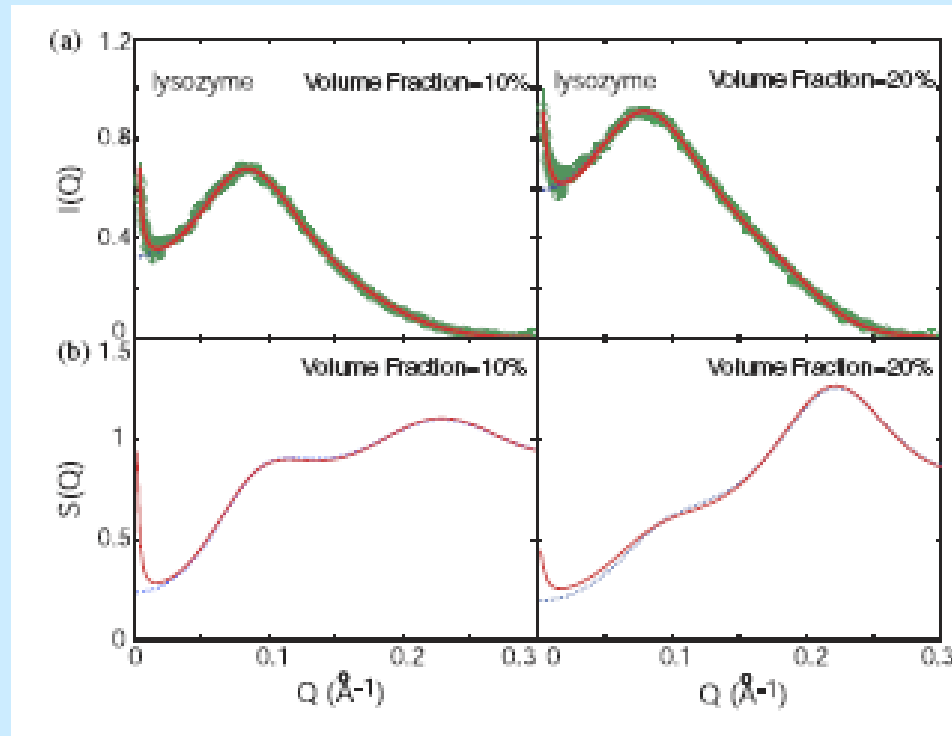 (a) 1.2
lysozyme
Volume Fraction=10%
lysozyme
Volume Fraction=20%
0.8
0.4
0
I(Q)
(b) 1.5
Volume Fraction=10%
Volume Fraction=20%
1
0.5
0
S(Q)
0 0.1 0.2 0.3 0 0.1 0.2 0.3
Q (Å-1) Q (Å-1)